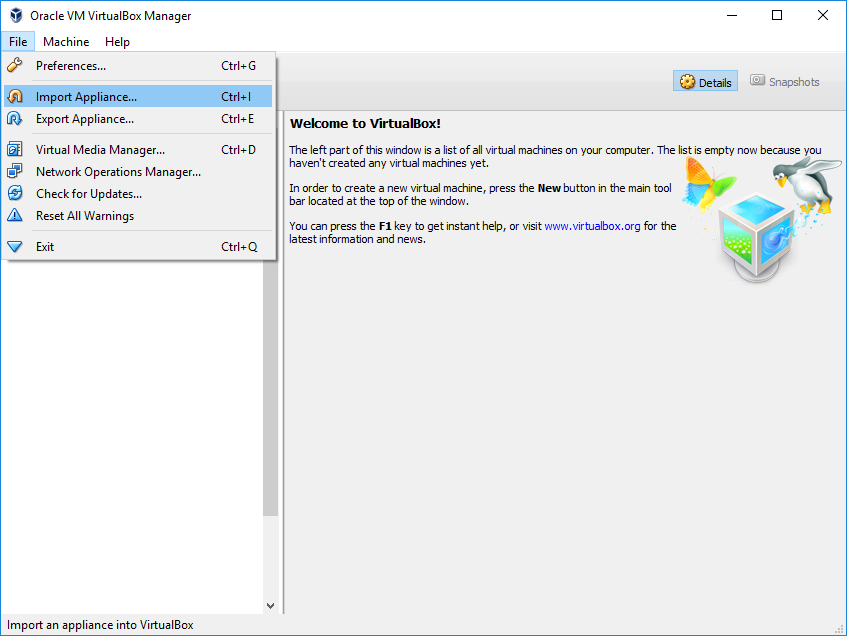 Oracle VM VirtualBox Manager
File Machine Help
Preferences... Ctrl+G
Import Appliance... Ctrl+I
Export Appliance... Ctrl+E
Virtual Media Manager... Ctrl+D
Network Operations Manager...
Check for Updates...
Reset All Warnings
Exit Ctrl+Q
Details Snapshots
Welcome to VirtualBox!
The left part of this window is a list of all virtual machines on your computer. The list is empty now because you
haven't created any virtual machines yet.
In order to create a new virtual machine, press the New button in the main tool
bar located at the top of the window.
You can press the F1 key to get instant help, or visit www.virtualbox.org for the
latest information and news.
Import an appliance into VirtualBox